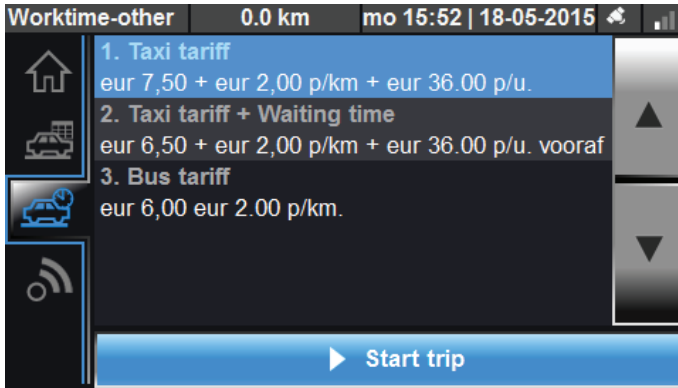 Worktime-other 0.0 km mo 15:52 | 18-05-2015
1. Taxi tariff
eur 7,50 + eur 2,00 p/km + eur 36.00 p/u.
2. Taxi tariff + Waiting time
eur 6,50 + eur 2,00 p/km + eur 36.00 p/u. vooraf
3. Bus tariff
eur 6,00 eur 2.00 p/km.
Start trip